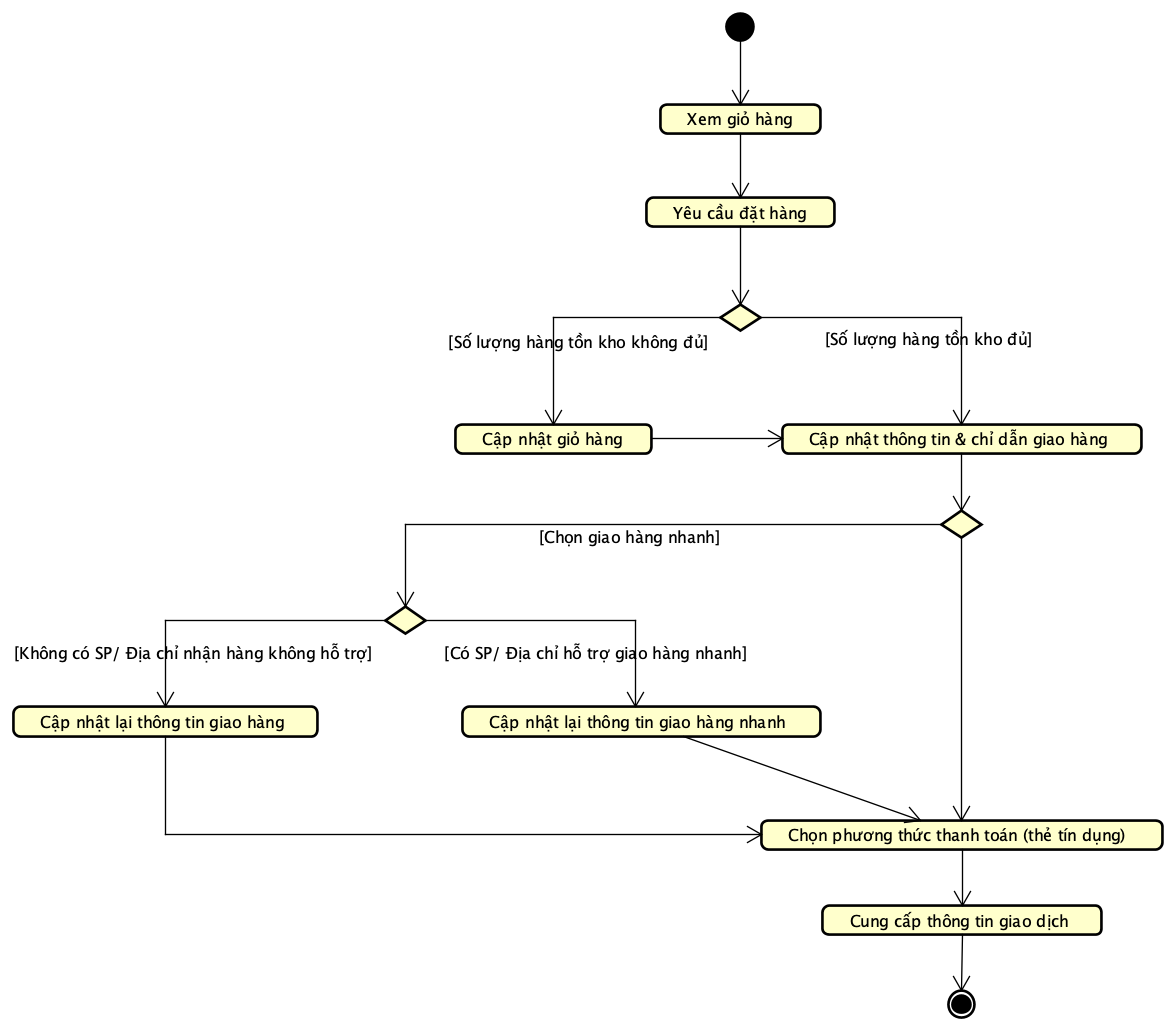 Xem giỏ hàng
Yêu cầu đặt hàng
[Số lượng hàng tồn kho không đủ]
[Số lượng hàng tồn kho đủ]
Cập nhật giỏ hàng
Cập nhật thông tin & chỉ dẫn giao hàng
[Chọn giao hàng nhanh]
[Không có SP/ Địa chỉ nhận hàng không hỗ trợ]
[Có SP/ Địa chỉ hỗ trợ giao hàng nhanh]
Cập nhật lại thông tin giao hàng
Cập nhật lại thông tin giao hàng nhanh
Chọn phương thức thanh toán (thẻ tín dụng)
Cung cấp thông tin giao dịch